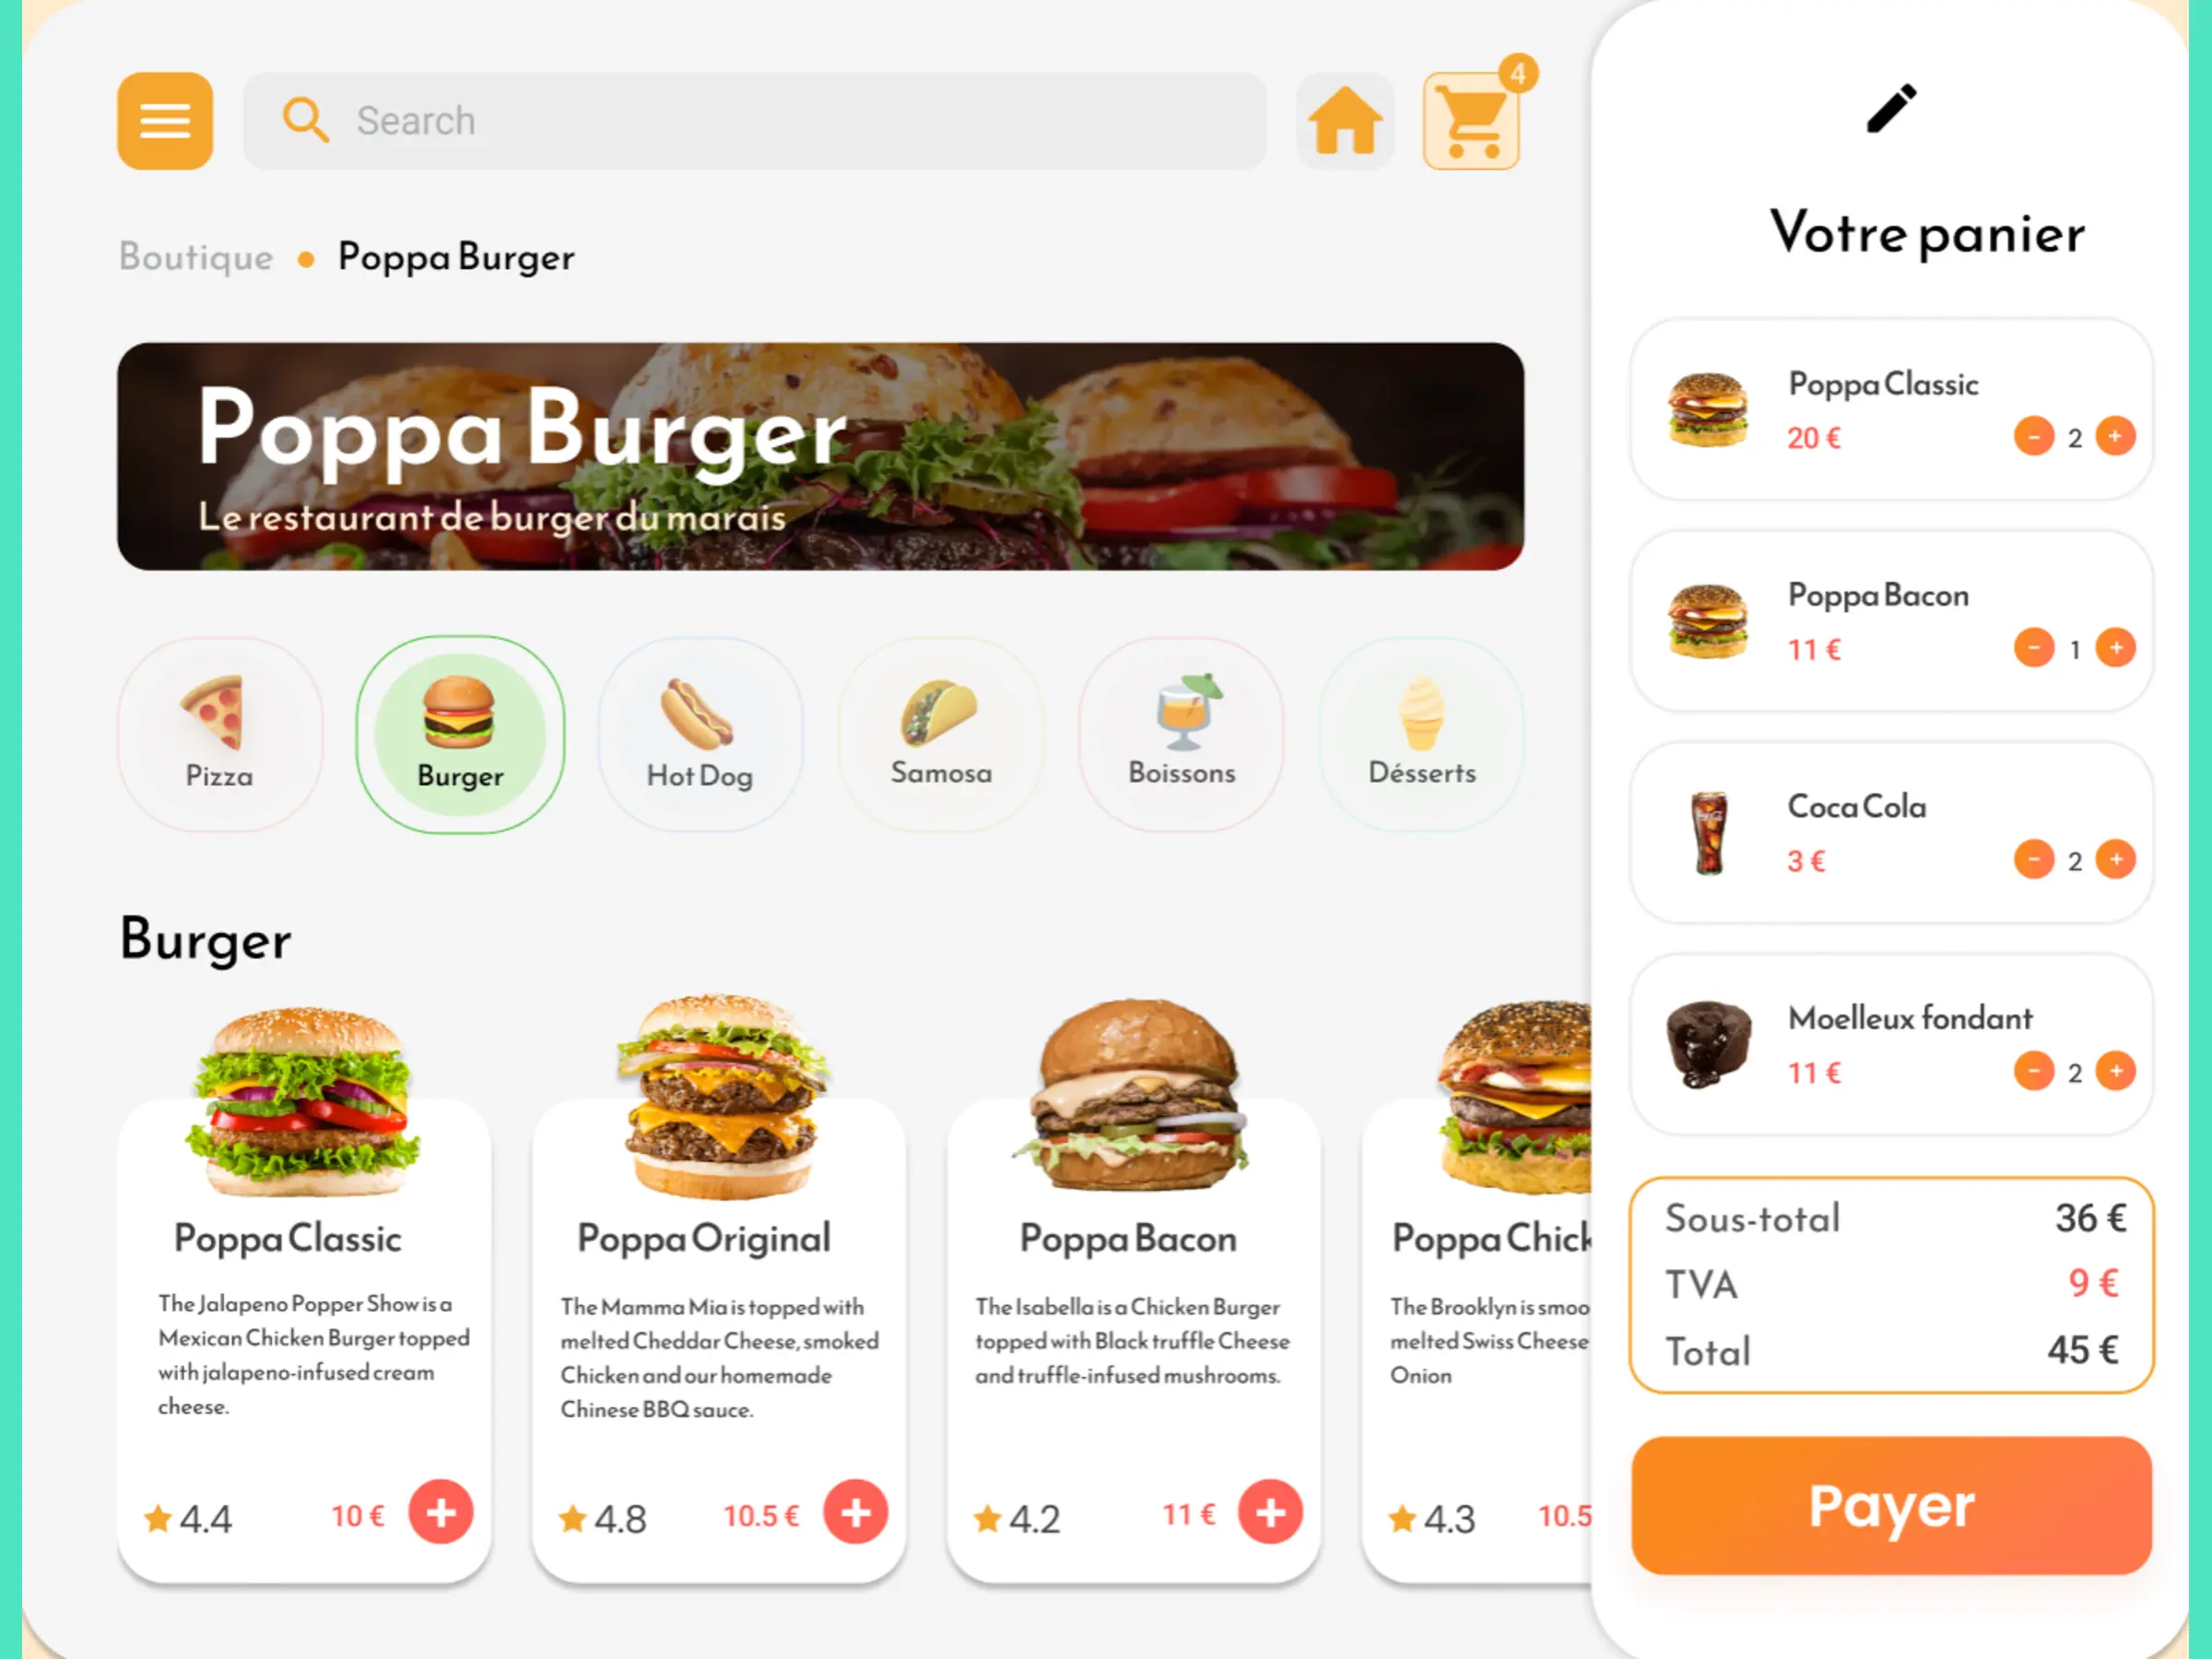 Search
4
Boutique • Poppa Burger
Poppa Burger
Le restaurant de burger du marais
Pizza
Burger
Hot Dog
Samosa
Boissons
Désserts
Burger
Poppa Classic
The Jalapeno Popper Show is a
Mexican Chicken Burger topped
with jalapeno-infused cream
cheese.
4.4
10 €
Poppa Original
The Mamma Mia is topped with
melted Cheddar Cheese, smoked
Chicken and our homemade
Chinese BBQ sauce.
4.8
10.5 €
Poppa Bacon
The Isabella is a Chicken Burger
topped with Black truffle Cheese
and truffle-infused mushrooms.
4.2
11 €
Poppa Chick
The Brooklyn is smoo
melted Swiss Cheese
Onion
4.3
10.5
Votre panier
Poppa Classic
20 €
- 2 +
Poppa Bacon
11 €
- 1 +
Coca Cola
3 €
- 2 +
Moelleux fondant
11 €
- 2 +
Sous-total 36 €
TVA 9 €
Total 45 €
Payer